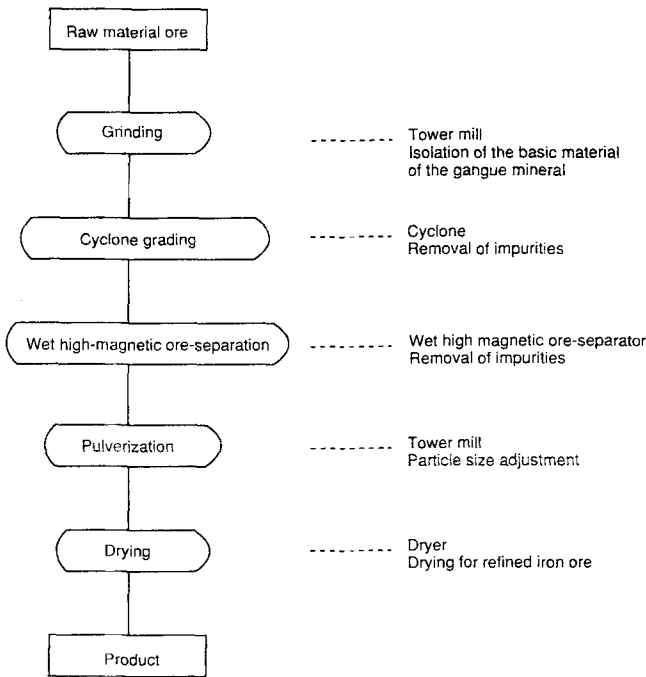 Raw material ore
Grinding
Tower mill
Isolation of the basic material
of the gangue mineral
Cyclone grading
Cyclone
Removal of impurities
Wet high-magnetic ore-separation
Wet high magnetic ore-separator
Removal of impurities
Pulverization
Tower mill
Particle size adjustment
Drying
Dryer
Drying for refined iron ore
Product